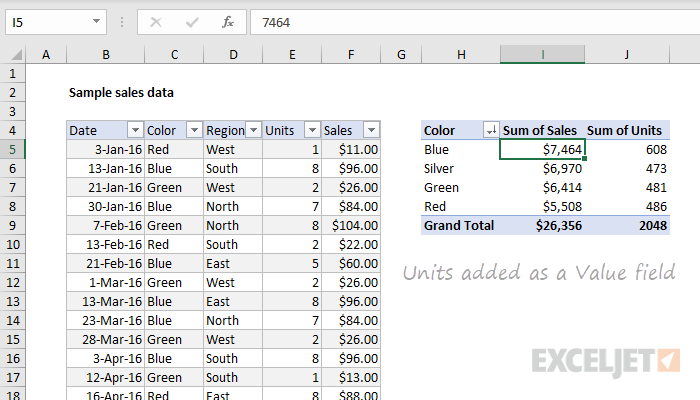 I5 fx 7464
A B C D E F G H I J
1
2 Sample sales data
3
4 Date Color Region Units Sales Color Sum of Sales Sum of Units
5 3-Jan-16 Red West 1 $11.00 Blue $7,464 608
6 13-Jan-16 Blue South 8 $96.00 Silver $6,970 473
7 21-Jan-16 Green West 2 $26.00 Green $6,414 481
8 30-Jan-16 Blue North 7 $84.00 Red $5,508 486
9 7-Feb-16 Green North 8 $104.00 Grand Total $26,356 2048
10 13-Feb-16 Red South 2 $22.00
11 21-Feb-16 Blue East 5 $60.00
Units added as a Value field
12 1-Mar-16 Green West 2 $26.00
13 13-Mar-16 Blue East 8 $96.00
14 23-Mar-16 Blue North 7 $84.00
15 28-Mar-16 Green West 2 $26.00
16 3-Apr-16 Blue South 8 $96.00
17 12-Apr-16 Green South 1 $13.00
EXCELJET
18 16-Apr-16 Red East 8 $88.00